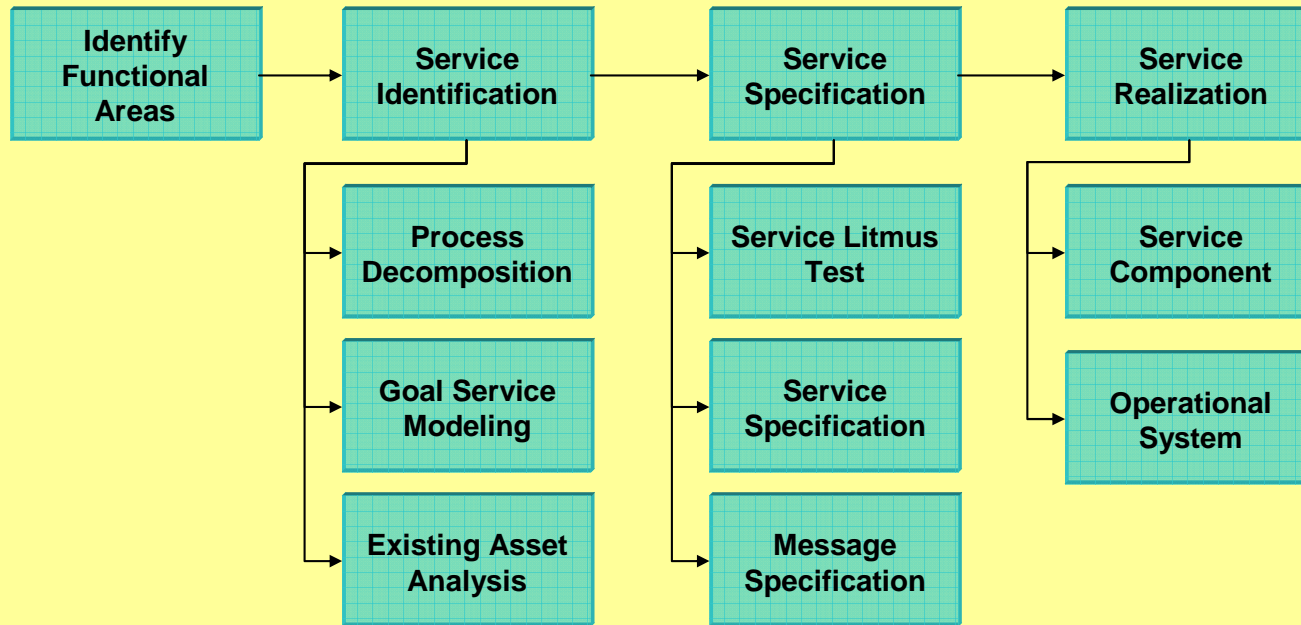 Identify
Functional
Areas
Service
Identification
Service
Specification
Service
Realization
Process
Decomposition
Service Litmus
Test
Service
Component
Goal Service
Modeling
Service
Specification
Operational
System
Existing Asset
Analysis
Message
Specification